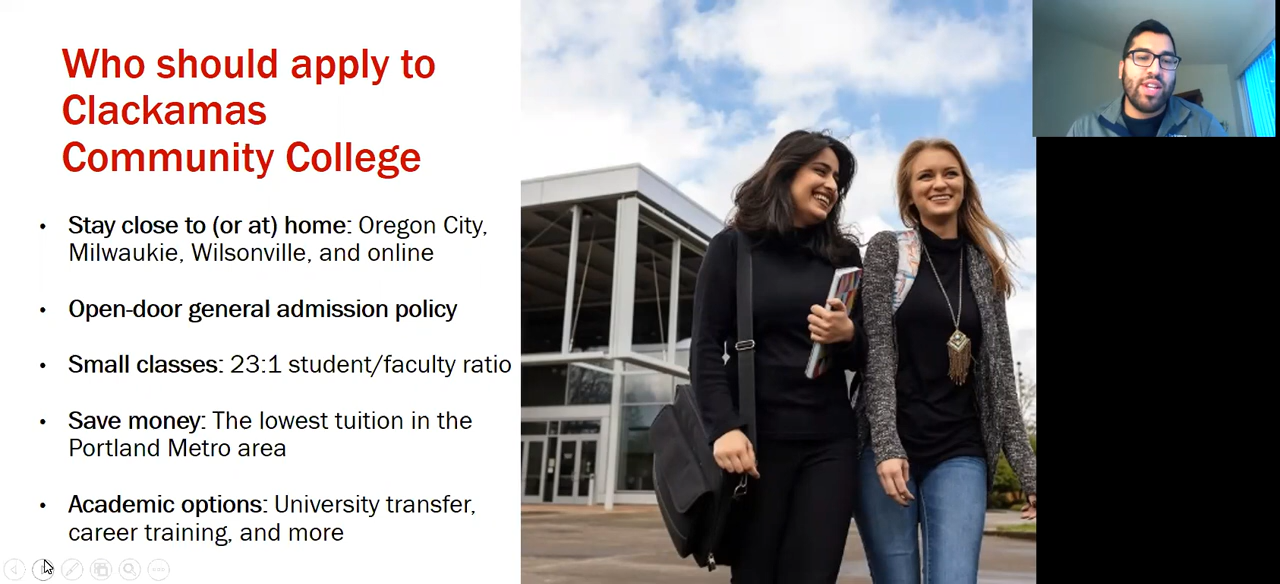 Who should apply to
Clackamas
Community College
• Stay close to (or at) home: Oregon City,
Milwaukie, Wilsonville, and online
• Open-door general admission policy
• Small classes: 23:1 student/faculty ratio
• Save money: The lowest tuition in the
Portland Metro area
• Academic options: University transfer,
career training, and more